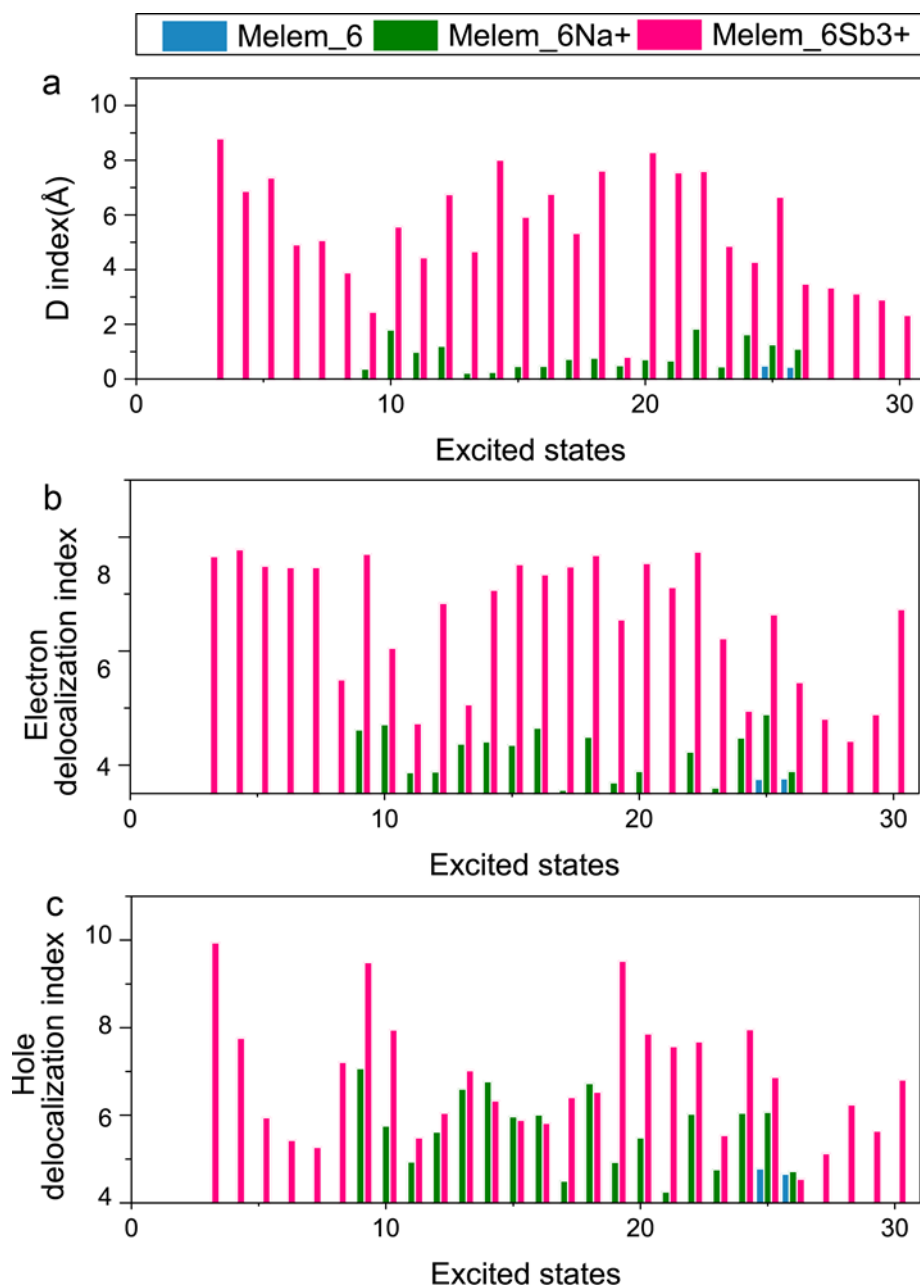 Melem_6 Melem_6Na+ Melem_6Sb3+
a
10
8
6
4
2
0
D index(Å)
0 10 20 30
Excited states
b
8
6
4
Electron
delocalization index
0 10 20 30
Excited states
c
10
8
6
4
Hole
delocalization index
0 10 20 30
Excited states